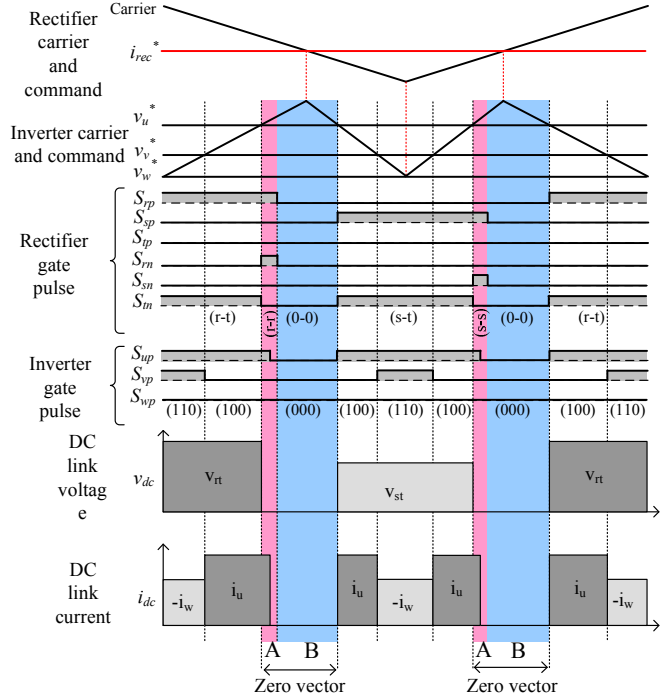 Carrier
Rectifier
carrier
and
command
i_rec*
v_u*
Inverter carrier
and command
v_v*
v_w*
Rectifier
gate
pulse
S_rp
S_sp
S_tp
S_rn
S_sn
S_tn
(r-t) (r-r) (0-0) (s-t) (s-s) (0-0) (r-t)
Inverter
gate
pulse
S_up
S_vp
S_wp
(110) (100) (000) (100) (110) (100) (000) (100) (110)
DC
link
voltag
e
v_dc
v_rt v_st v_rt
DC
link
current
i_dc
-i_w i_u i_u -i_w i_u i_u -i_w
A B A B
Zero vector Zero vector